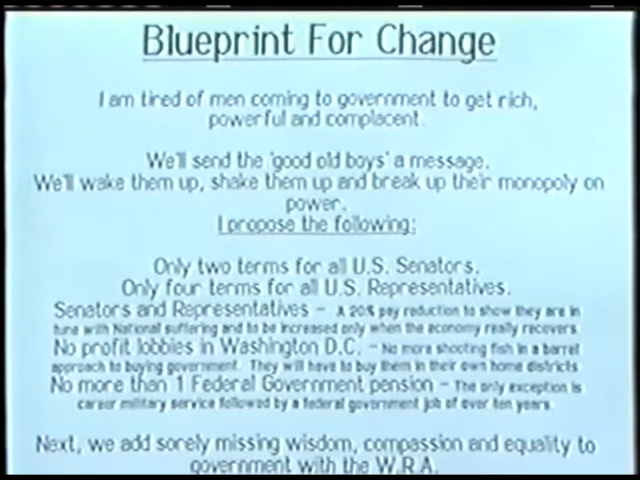 Blueprint For Change
I am tired of men coming to government to get rich,
powerful and complacent.
We'll send the 'good old boys' a message.
We'll wake them up, shake them up and break up their monopoly on
power.
I propose the following:
Only two terms for all U.S. Senators.
Only four terms for all U.S. Representatives.
Senators and Representatives - A 20% pay reduction to show they are in
tune with National suffering and to be increased only when the economy really recovers.
No profit lobbies in Washington D.C. - No more shooting fish in a barrel
approach to buying government. They will have to buy them in their own home districts.
No more than 1 Federal Government pension - The only exception is
career military service followed by a federal government job of over ten years.
Next, we add sorely missing wisdom, compassion and equality to
government with the W.R.A.